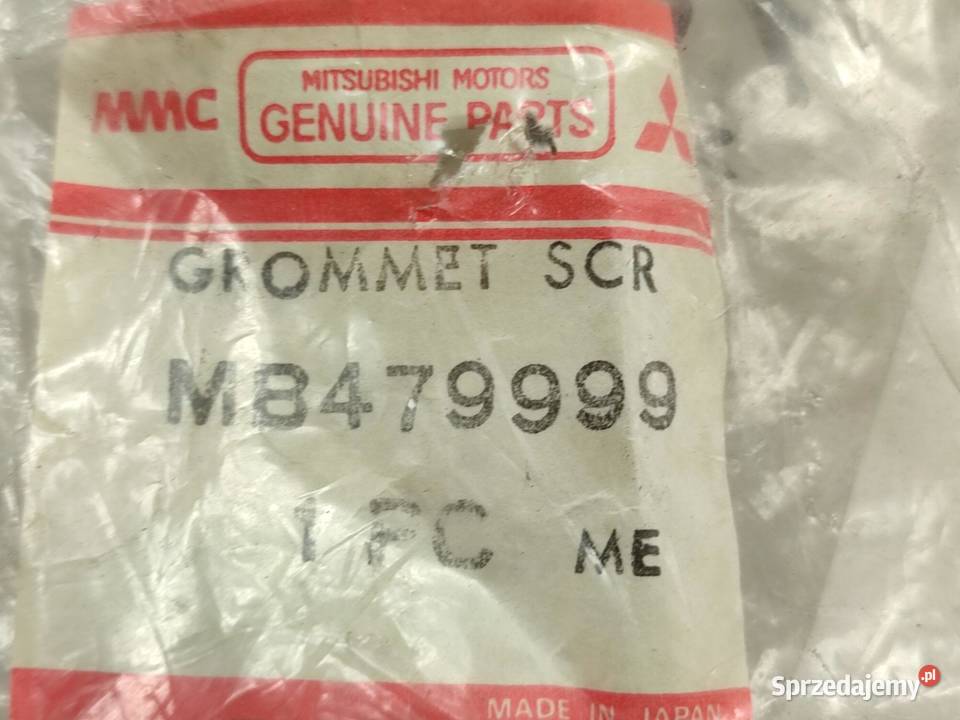 MMC
MITSUBISHI MOTORS
GENUINE PARTS
GROMMET SCR
MB479999
1 PC ME
MADE IN JAPAN
Sprzedajemy.pl